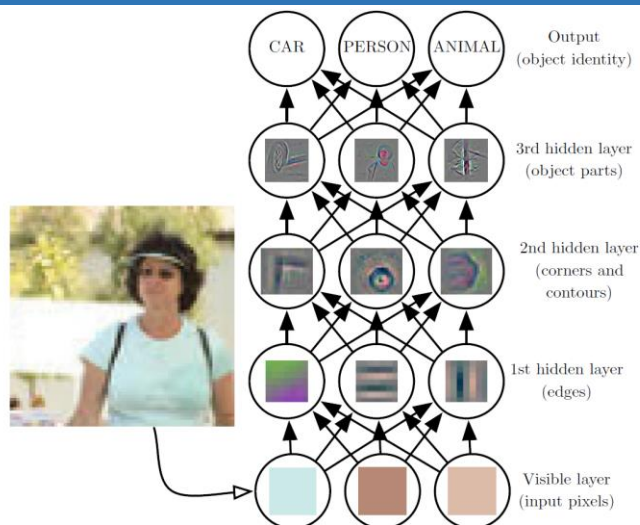 CAR PERSON ANIMAL Output
(object identity)
3rd hidden layer
(object parts)
2nd hidden layer
(corners and
contours)
1st hidden layer
(edges)
Visible layer
(input pixels)